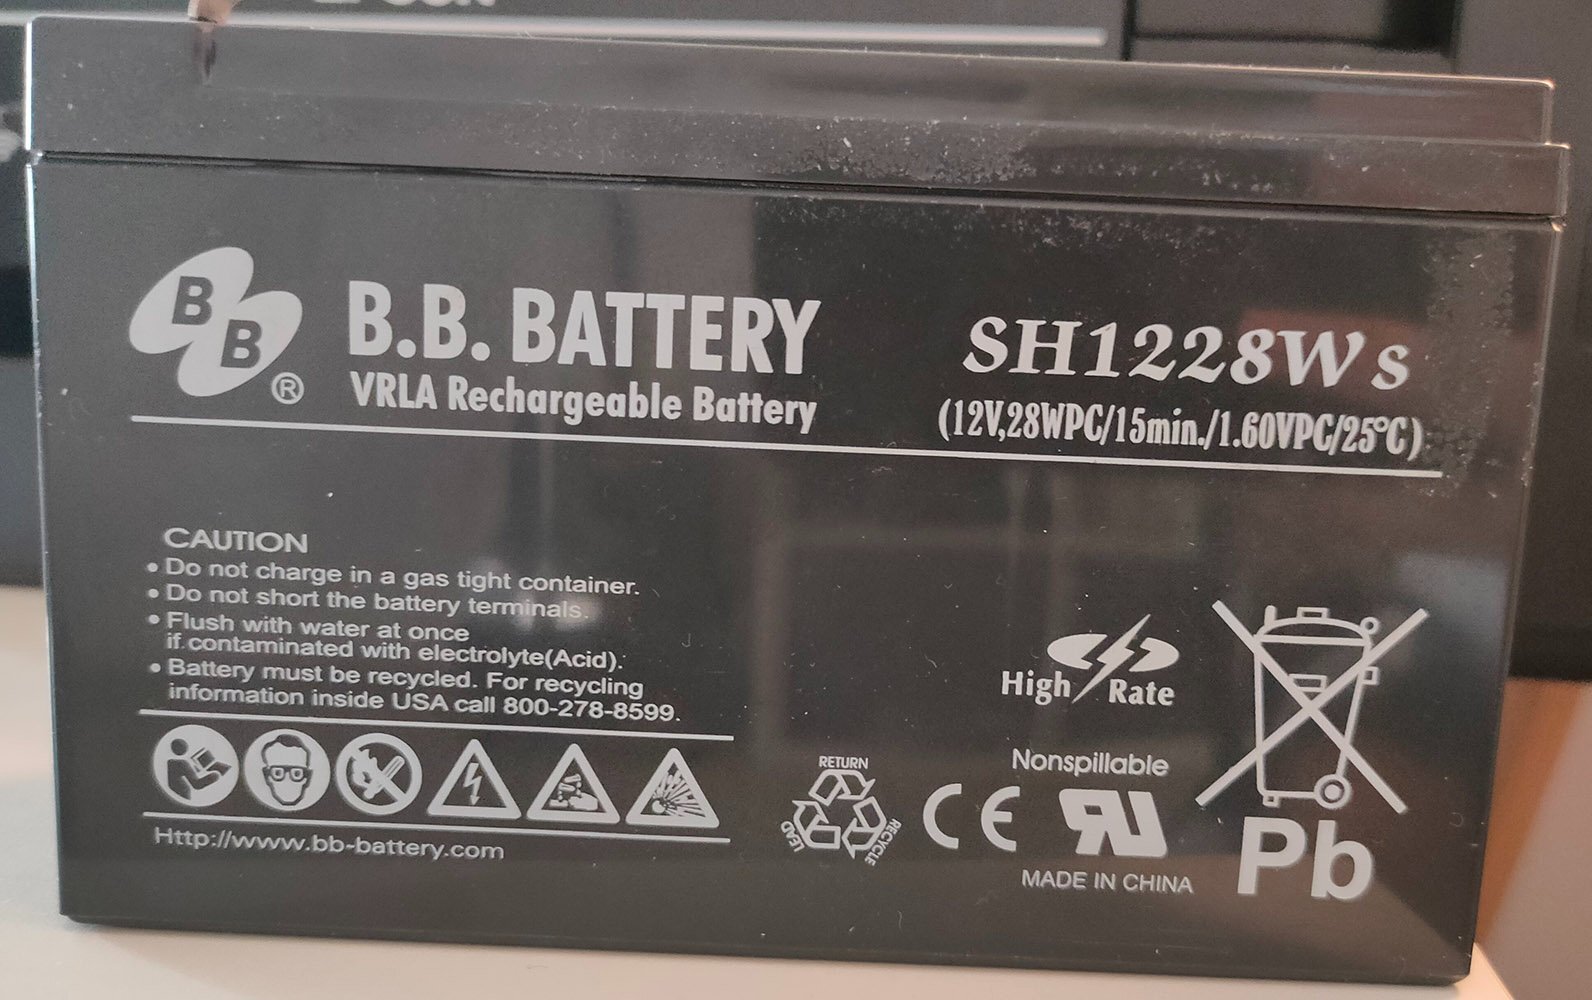 B
B
®
B.B. BATTERY
VRLA Rechargeable Battery
SH1228Ws
(12V,28WPC/15min./1.60VPC/25°C)
CAUTION
• Do not charge in a gas tight container.
• Do not short the battery terminals.
• Flush with water at once
if contaminated with electrolyte(Acid).
• Battery must be recycled. For recycling
information inside USA call 800-278-8599.
Http://www.bb-battery.com
High Rate
RETURN
LEAD
RECYCLE
Nonspillable
CE
MADE IN CHINA
Pb